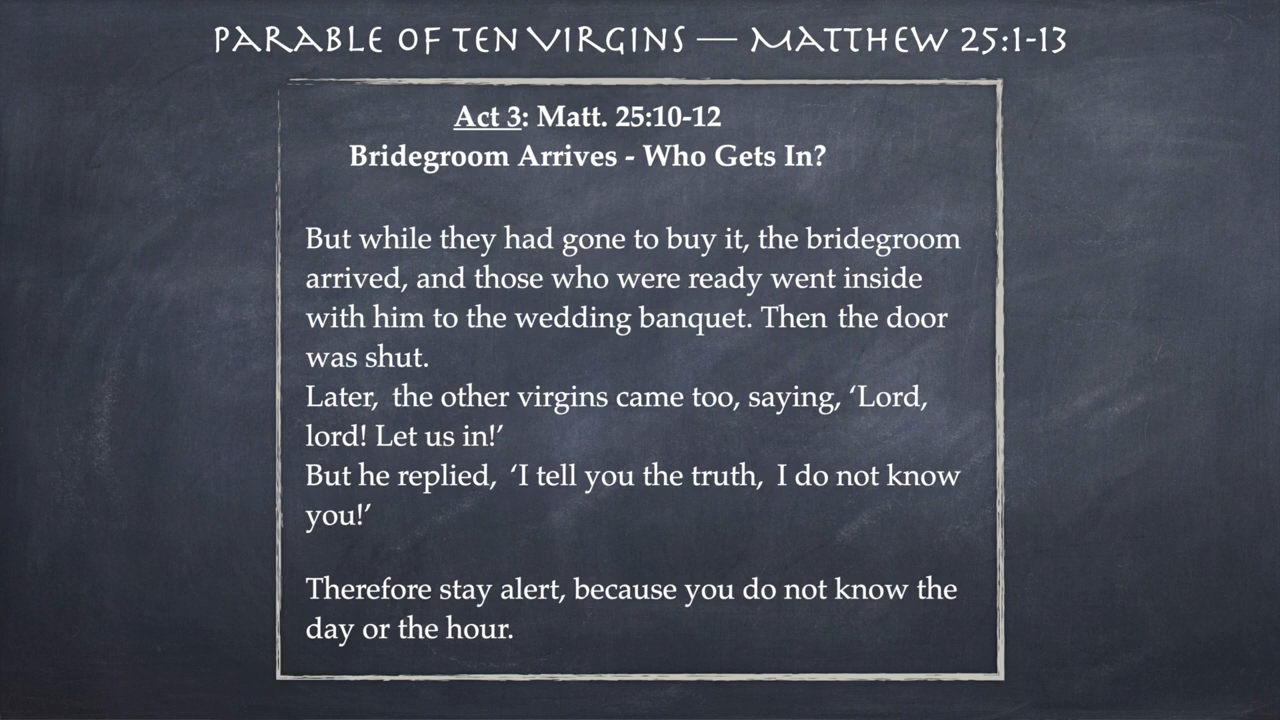 PARABLE OF TEN VIRGINS — MATTHEW 25:1-13
Act 3: Matt. 25:10-12
Bridegroom Arrives - Who Gets In?
But while they had gone to buy it, the bridegroom
arrived, and those who were ready went inside
with him to the wedding banquet. Then the door
was shut.
Later, the other virgins came too, saying, ‘Lord,
lord! Let us in!’
But he replied, ‘I tell you the truth, I do not know
you!’
Therefore stay alert, because you do not know the
day or the hour.